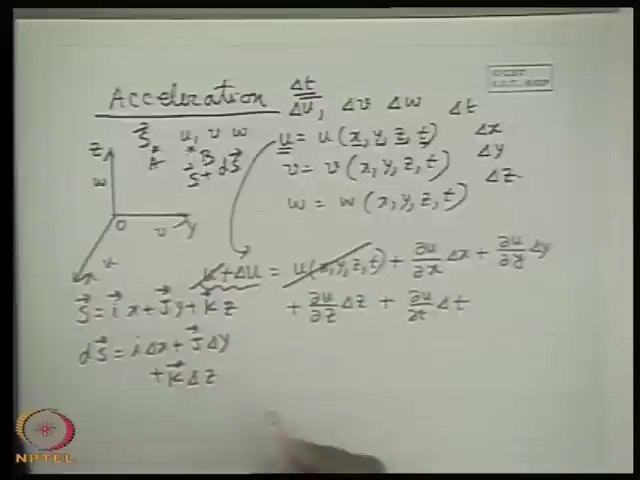 Acceleration Δt
Δu, Δv Δw Δt
S⃗ u, v w
A B
S⃗ + dS⃗
u = u (x, y, z, t) Δx
v = v (x, y, z, t) Δy
w = w (x, y, z, t) Δz
z
w
O v y
u x
u + Δu = u(x, y, z, t) + ∂u/∂x Δx + ∂u/∂y Δy
+ ∂u/∂z Δz + ∂u/∂t Δt
S⃗ = i⃗ x + J⃗ y + k⃗ z
dS⃗ = i Δx + J⃗ Δy
+ k⃗ Δz
NPTEL